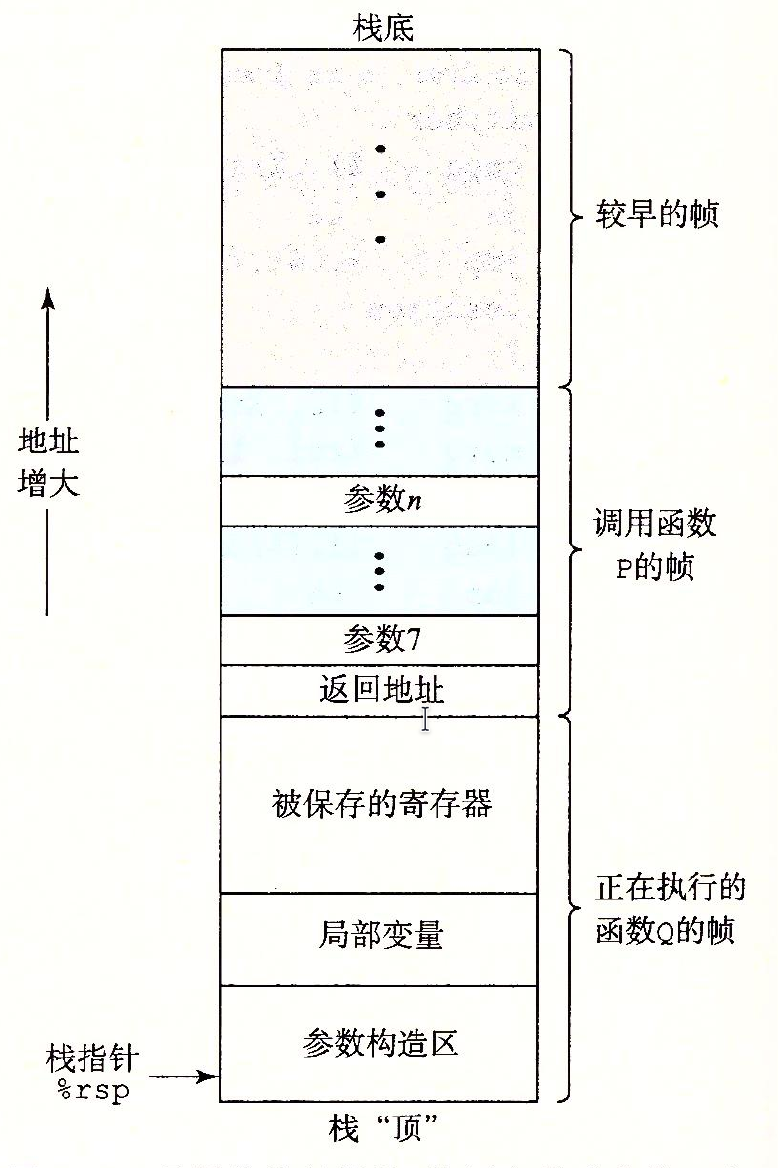 栈底
较早的帧
地址
增大
参数n
调用函数
P的帧
参数7
返回地址
被保存的寄存器
正在执行的
函数Q的帧
局部变量
参数构造区
栈指针
%rsp
栈“顶”